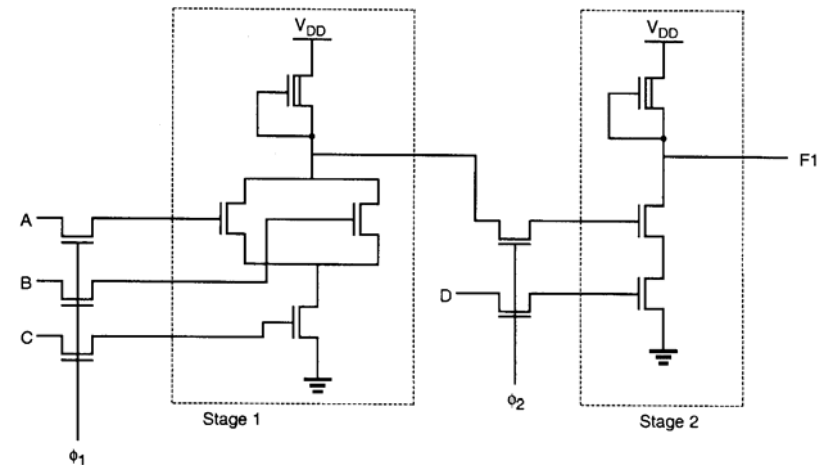 V_DD
V_DD
A
F1
B
D
C
ϕ₂
Stage 1
Stage 2
ϕ₁